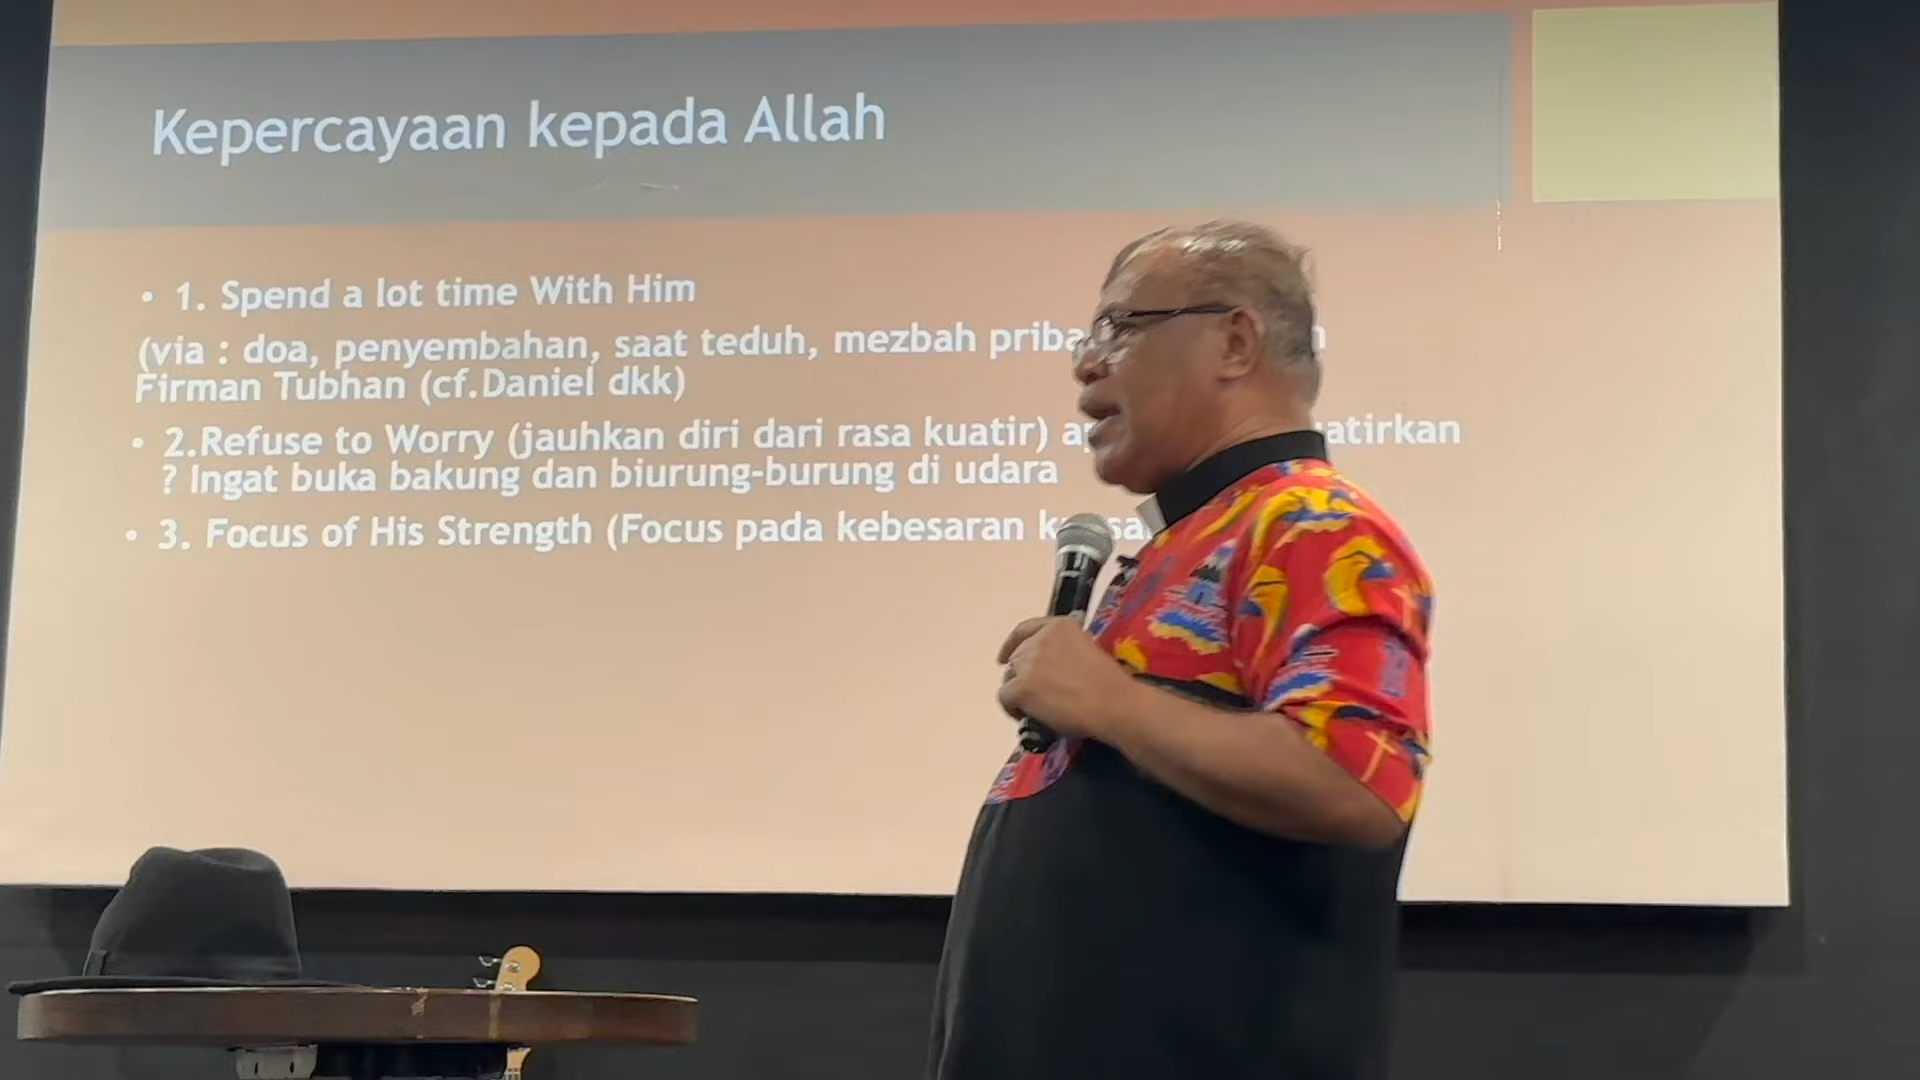 Kepercayaan kepada Allah
• 1. Spend a lot time With Him
(via : doa, penyembahan, saat teduh, mezbah
Firman Tubhan (cf.Daniel dkk)
• 2.Refuse to Worry (jauhkan diri dari rasa kuatir)
? Ingat buka bakung dan biurung-burung di udara
• 3. Focus of His Strength (Focus pada kebesaran